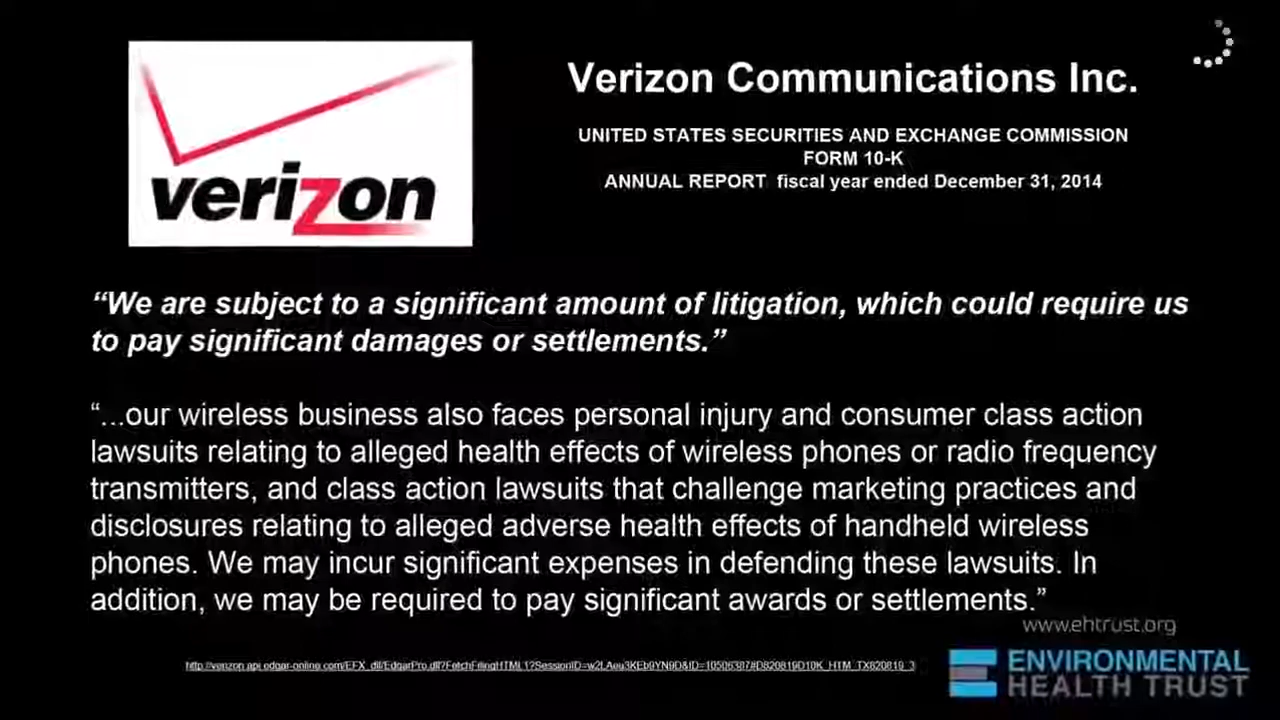 verizon
Verizon Communications Inc.
UNITED STATES SECURITIES AND EXCHANGE COMMISSION
FORM 10-K
ANNUAL REPORT fiscal year ended December 31, 2014
“We are subject to a significant amount of litigation, which could require us
to pay significant damages or settlements.”
“...our wireless business also faces personal injury and consumer class action
lawsuits relating to alleged health effects of wireless phones or radio frequency
transmitters, and class action lawsuits that challenge marketing practices and
disclosures relating to alleged adverse health effects of handheld wireless
phones. We may incur significant expenses in defending these lawsuits. In
addition, we may be required to pay significant awards or settlements.”
www.ehtrust.org
ENVIRONMENTAL
HEALTH TRUST